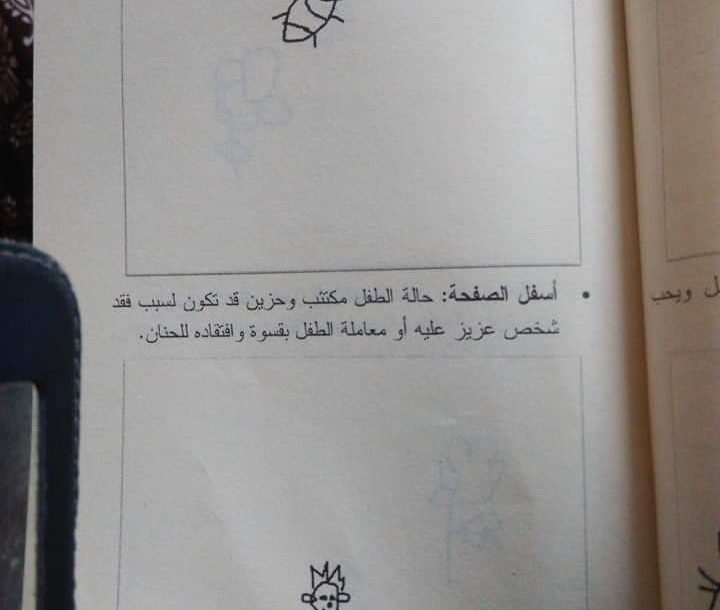 • أسفل الصفحة: حالة الطفل مكتئب وحزين قد تكون لسبب فقد
شخص عزيز عليه أو معاملة الطفل بقسوة وافتقاده للحنان.
ل ويحب